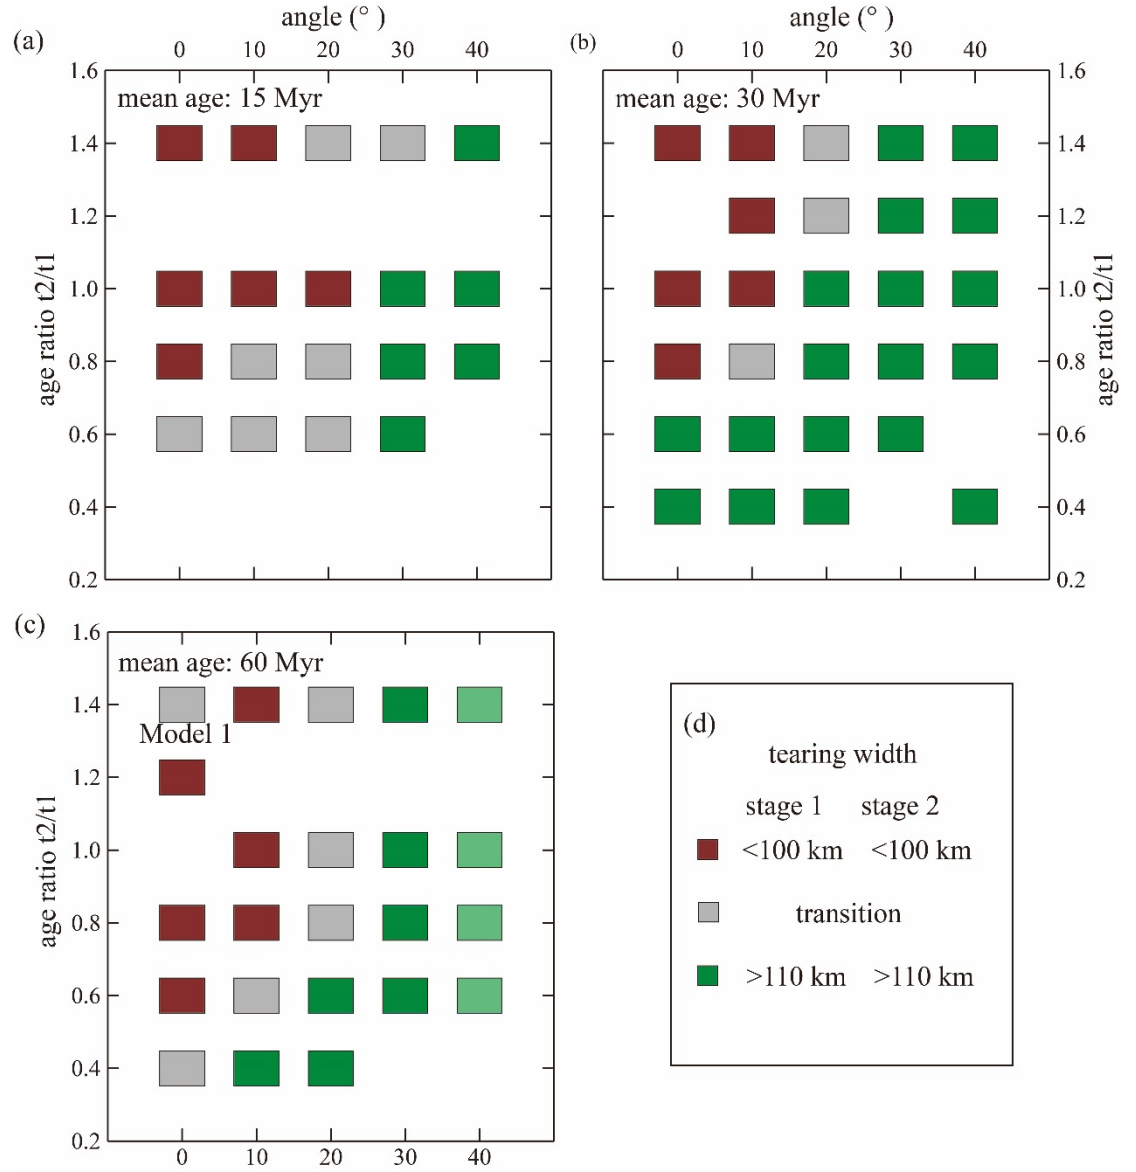 angle (° )
(a)
0 10 20 30 40
1.6
mean age: 15 Myr
1.4
1.2
1.0
0.8
0.6
0.4
0.2
age ratio t2/t1
angle (° )
(b)
0 10 20 30 40
1.6
mean age: 30 Myr
1.4
1.2
1.0
0.8
0.6
0.4
0.2
age ratio t2/t1
(c)
1.6
mean age: 60 Myr
1.4
Model 1
1.2
1.0
0.8
0.6
0.4
0.2
age ratio t2/t1
0 10 20 30 40
(d)
tearing width
stage 1 stage 2
<100 km <100 km
transition
>110 km >110 km